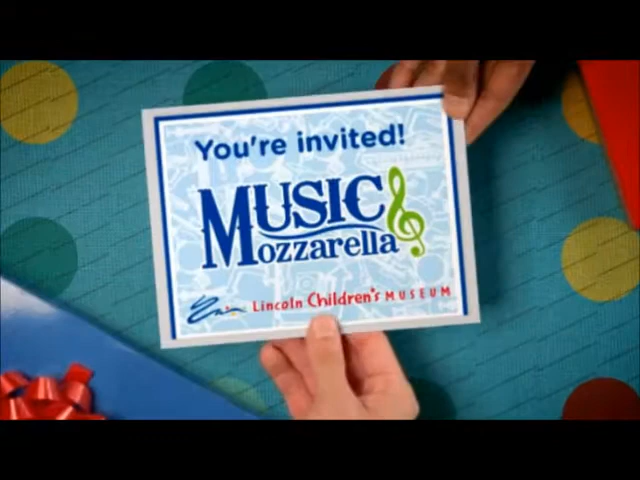 You're invited!
MUSIC &
Mozzarella
Lincoln Children's MUSEUM